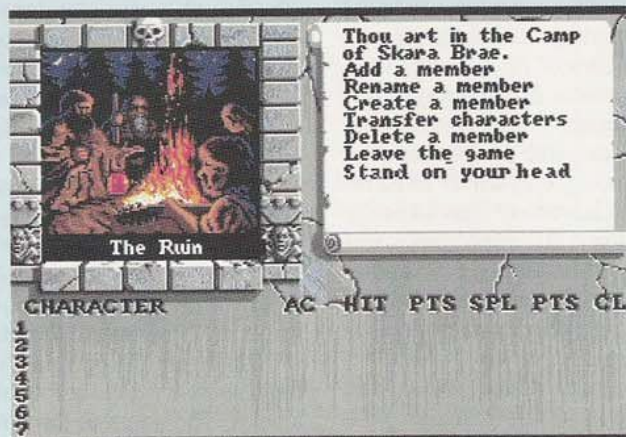 Thou art in the Camp
of Skara Brae.
Add a member
Rename a member
Create a member
Transfer characters
Delete a member
Leave the game
Stand on your head
The Ruin
CHARACTER AC HIT PTS SPL PTS CL
1
2
3
4
5
6
7